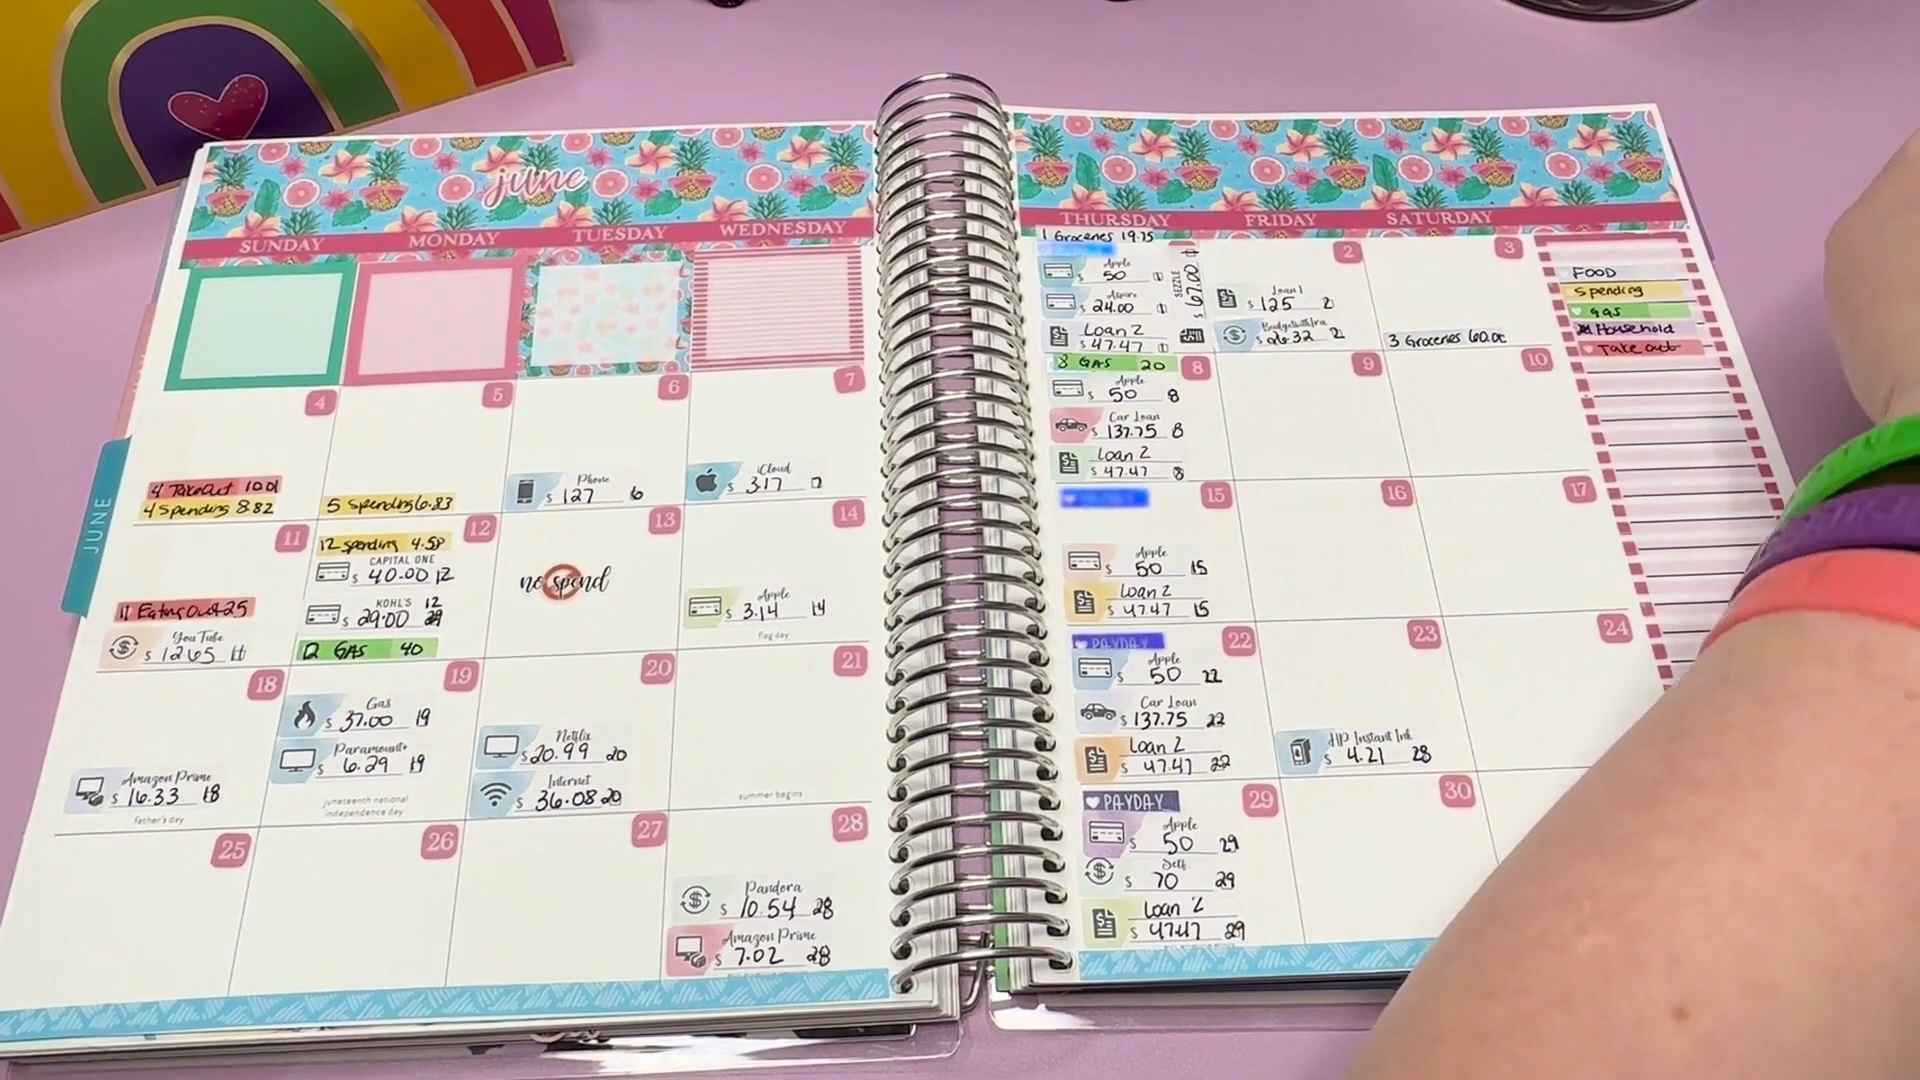 june
SUNDAY MONDAY TUESDAY WEDNESDAY
THURSDAY FRIDAY SATURDAY
JUNE
1 Groceries 19.75
Apple
$ 50 1
Aspire
$ 24.00 1
Loan 2
$ 47.47 1
SEZZLE
$ 67.00
2
Loan 1
$ 125 2
$ 26.32 2
3
3 Groceries 60.00
FOOD
Spending
Gas
Household
Take out
4
4 Takeout 10.01
4 Spending 8.82
5
5 Spending 6.83
6
Phone
$ 127 6
7
iCloud
$ 3.17 7
8
8 GAS 20
Apple
$ 50 8
Car Loan
$ 137.75 8
Loan 2
$ 47.47 8
9
10
11
11 Eating Out 25
YouTube
$ 12.65 11
12
12 Spending 4.58
CAPITAL ONE
$ 40.00 12
KOHL'S 12
$ 29.00
12 GAS 40
13
no spend
14
Apple
$ 3.14 14
flag day
15
Apple
$ 50 15
Loan 2
$ 47.47 15
16
17
18
Amazon Prime
$ 16.33 18
father's day
19
Gas
$ 37.00 19
Paramount+
$ 6.29 19
juneteenth national
independence day
20
Netflix
$ 20.99 20
Internet
$ 36.08 20
21
summer begins
22
PAYDAY
Apple
$ 50 22
Car Loan
$ 137.75 22
Loan 2
$ 47.47 22
23
HP Instant Ink
$ 4.21 23
24
25
26
27
28
Pandora
$ 10.54 28
Amazon Prime
$ 7.02 28
29
PAYDAY
Apple
$ 50 29
Self
$ 70 29
Loan 2
$ 47.47 29
30